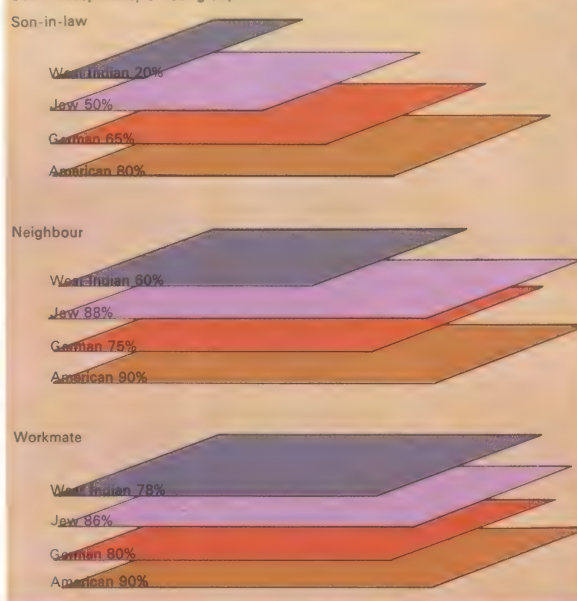 Son-in-law
West Indian 20%
Jew 50%
German 65%
American 80%
Neighbour
West Indian 60%
Jew 88%
German 75%
American 90%
Workmate
West Indian 78%
Jew 86%
German 80%
American 90%